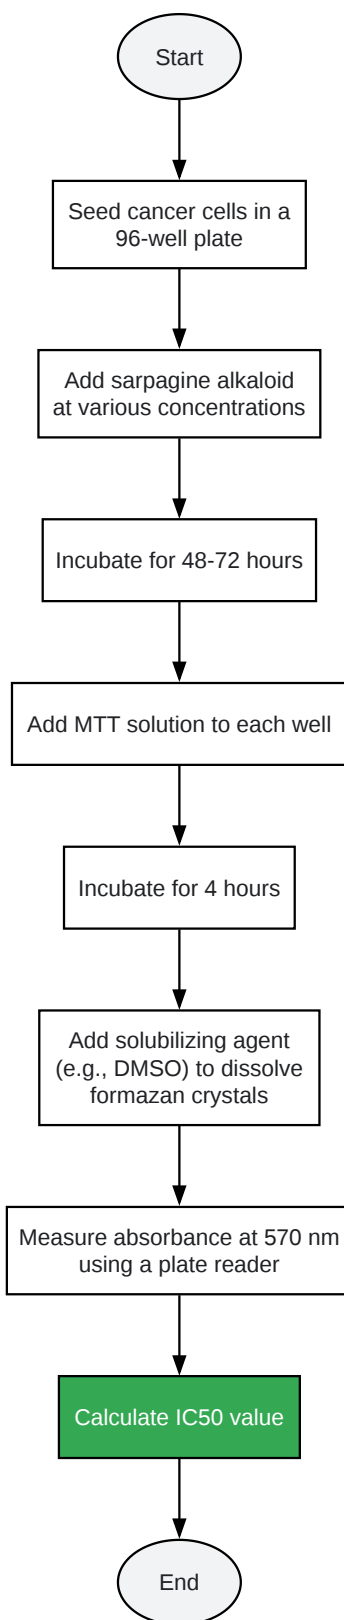 Start
Seed cancer cells in a
96-well plate
Add sarpagine alkaloid
at various concentrations
Incubate for 48-72 hours
Add MTT solution to each well
Incubate for 4 hours
Add solubilizing agent
(e.g., DMSO) to dissolve
formazan crystals
Measure absorbance at 570 nm
using a plate reader
Calculate IC50 value
End